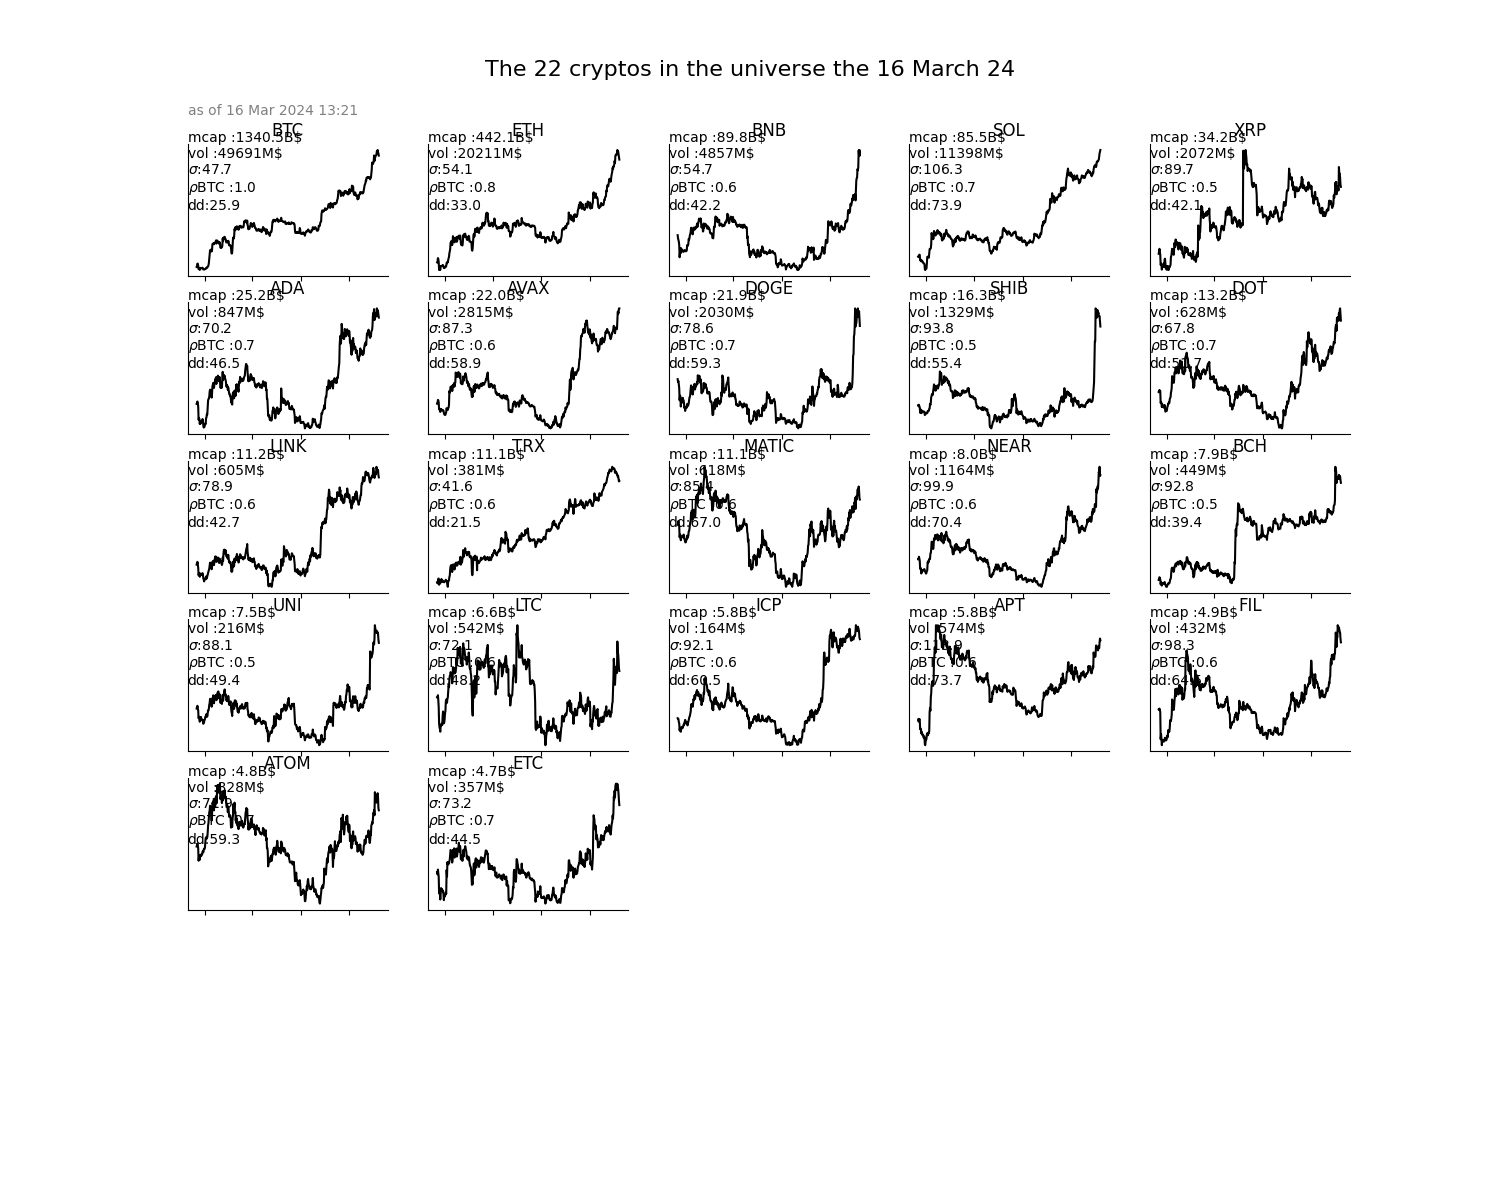 The 22 cryptos in the universe the 16 March 24
as of 16 Mar 2024 13:21
BTC
mcap :1340.5B$
vol :49691M$
σ:47.7
ρBTC :1.0
dd:25.9
ETH
mcap :442.1B$
vol :20211M$
σ:54.1
ρBTC :0.8
dd:33.0
BNB
mcap :89.8B$
vol :4857M$
σ:54.7
ρBTC :0.6
dd:42.2
SOL
mcap :85.5B$
vol :11398M$
σ:106.3
ρBTC :0.7
dd:73.9
XRP
mcap :34.2B$
vol :2072M$
σ:89.7
ρBTC :0.5
dd:42.1
ADA
mcap :25.2B$
vol :847M$
σ:70.2
ρBTC :0.7
dd:46.5
AVAX
mcap :22.0B$
vol :2815M$
σ:87.3
ρBTC :0.6
dd:58.9
DOGE
mcap :21.9B$
vol :2030M$
σ:78.6
ρBTC :0.7
dd:59.3
SHIB
mcap :16.3B$
vol :1329M$
σ:93.8
ρBTC :0.5
dd:55.4
DOT
mcap :13.2B$
vol :628M$
σ:67.8
ρBTC :0.7
LINK
mcap :11.2B$
vol :605M$
σ:78.9
ρBTC :0.6
dd:42.7
TRX
mcap :11.1B$
vol :381M$
σ:41.6
ρBTC :0.6
dd:21.5
MATIC
mcap :11.1B$
vol :618M$
ρBTC :0.6
dd:67.0
NEAR
mcap :8.0B$
vol :1164M$
σ:99.9
ρBTC :0.6
dd:70.4
BCH
mcap :7.9B$
vol :449M$
σ:92.8
ρBTC :0.5
dd:39.4
UNI
mcap :7.5B$
vol :216M$
σ:88.1
ρBTC :0.5
dd:49.4
LTC
mcap :6.6B$
vol :542M$
σ:72.1
ρBTC :0.6
dd:48.2
ICP
mcap :5.8B$
vol :164M$
σ:92.1
ρBTC :0.6
dd:60.5
APT
mcap :5.8B$
vol :574M$
ρBTC :0.6
dd:73.7
FIL
mcap :4.9B$
vol :432M$
σ:98.3
ρBTC :0.6
ATOM
mcap :4.8B$
vol :328M$
ρBTC :0.7
dd:59.3
ETC
mcap :4.7B$
vol :357M$
σ:73.2
ρBTC :0.7
dd:44.5